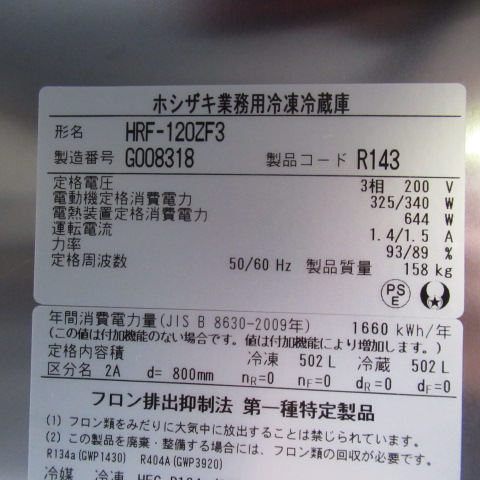 ホシザキ業務用冷凍冷蔵庫
形名 HRF-120ZF3
製造番号 G008318 製品コード R143
定格電圧 3相 200 V
電動機定格消費電力 325/340 W
電熱装置定格消費電力 644 W
運転電流 1.4/1.5 A
力率 93/89 %
定格周波数 50/60 Hz 製品質量 158 kg
PS E
年間消費電力量(JIS B 8630-2009年) 1660 kWh/年
(この値は付加機能のない場合です。値は付加機能により増加します。)
定格内容積 冷凍 502 L 冷蔵 502 L
区分名 2A d= 800mm nR=0 nF=0 dR=0 dF=0
フロン排出抑制法 第一種特定製品
(1) フロン類をみだりに大気中に放出することは禁じられています。
(2) この製品を廃棄・整備する場合には、フロン類の回収が必要です。
R134a(GWP1430) R404A(GWP3920)
冷媒 冷凍